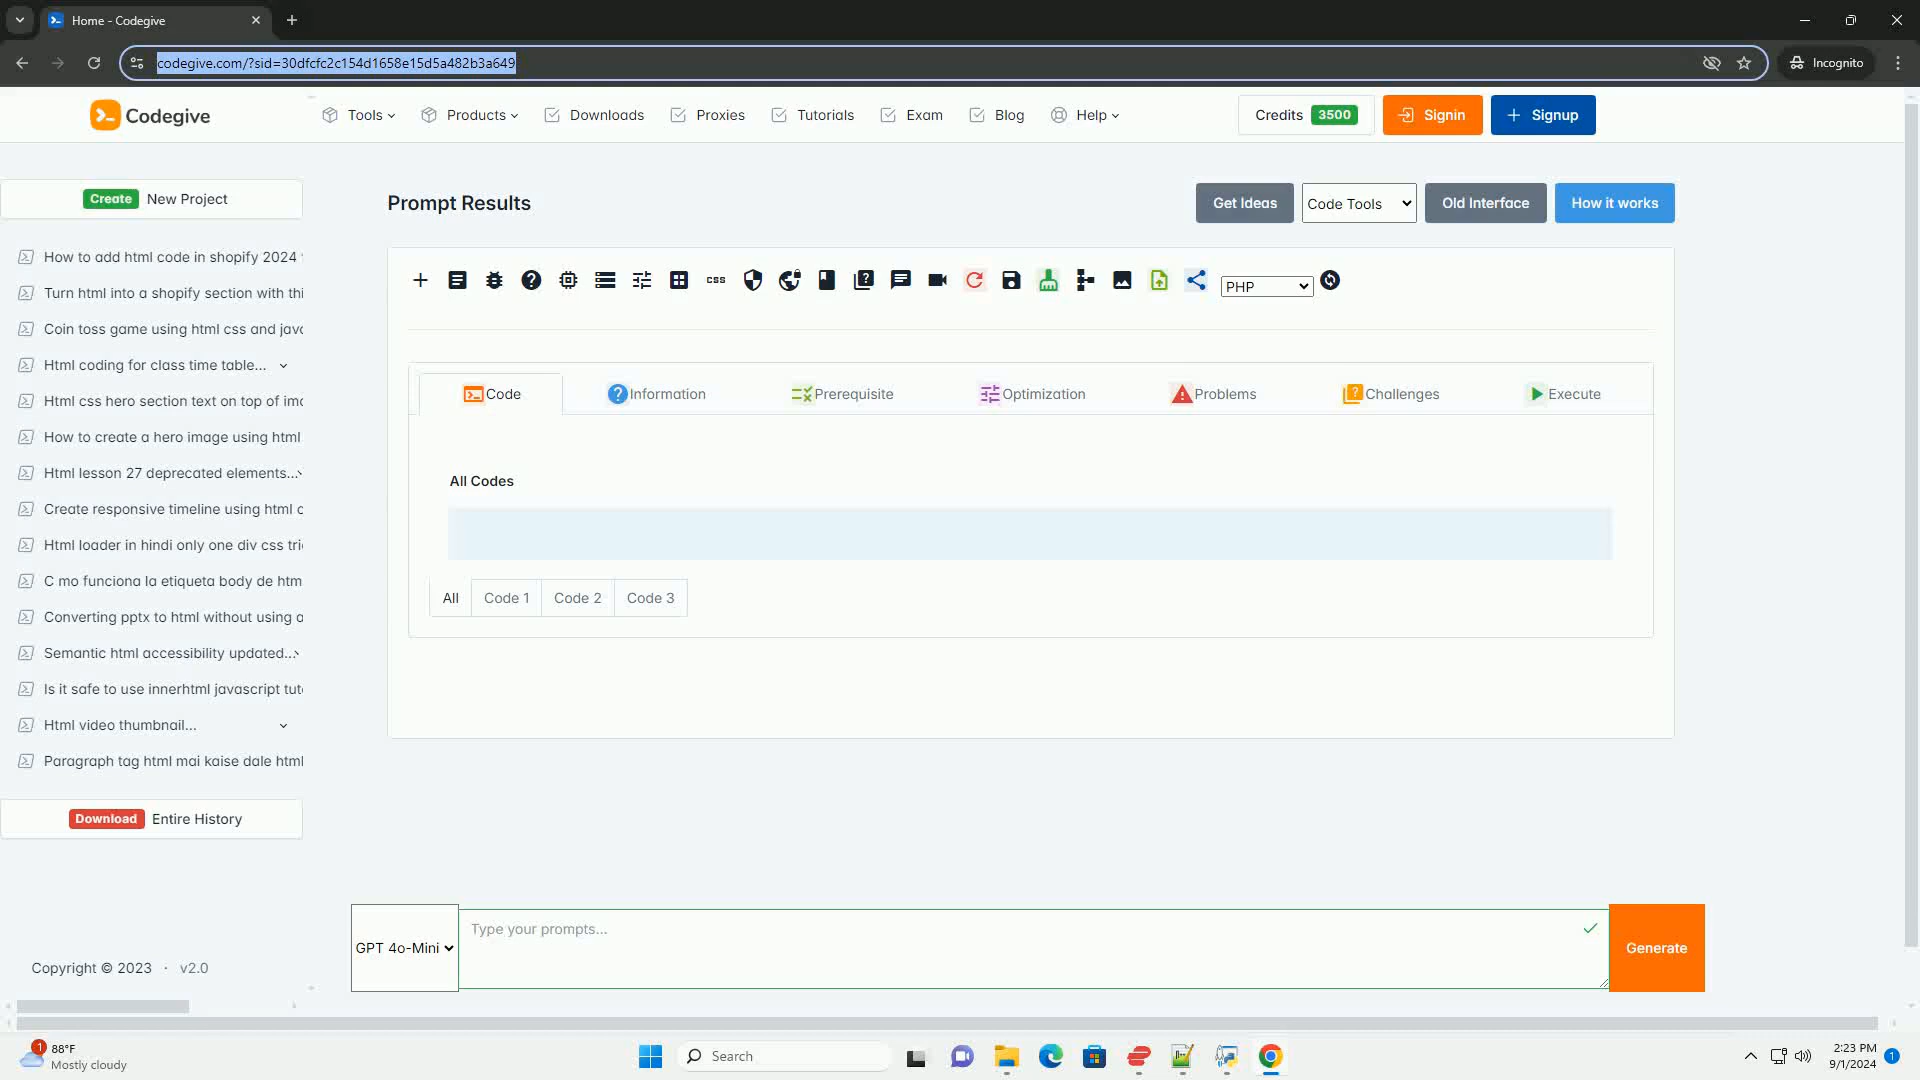 Home - Codegive
codegive.com/?sid=30dfcfc2c154d1658e15d5a482b3a649
Incognito
Codegive
Tools
Products
Downloads
Proxies
Tutorials
Exam
Blog
Help
Credits 3500
Signin
Signup
Create New Project
How to add html code in shopify 2024
Turn html into a shopify section with thi
Coin toss game using html css and java
Html coding for class time table...
Html css hero section text on top of ima
How to create a hero image using html
Html lesson 27 deprecated elements...
Create responsive timeline using html c
Html loader in hindi only one div css tri
C mo funciona la etiqueta body de htm
Converting pptx to html without using a
Semantic html accessibility updated...
Is it safe to use innerhtml javascript tut
Html video thumbnail...
Paragraph tag html mai kaise dale html
Download Entire History
Copyright © 2023 · v2.0
Prompt Results
Get Ideas
Code Tools
Old Interface
How it works
css
PHP
Code
Information
Prerequisite
Optimization
Problems
Challenges
Execute
All Codes
All
Code 1
Code 2
Code 3
GPT 4o-Mini
Type your prompts...
Generate
1
88°F
Mostly cloudy
Search
2:23 PM
9/1/2024
1